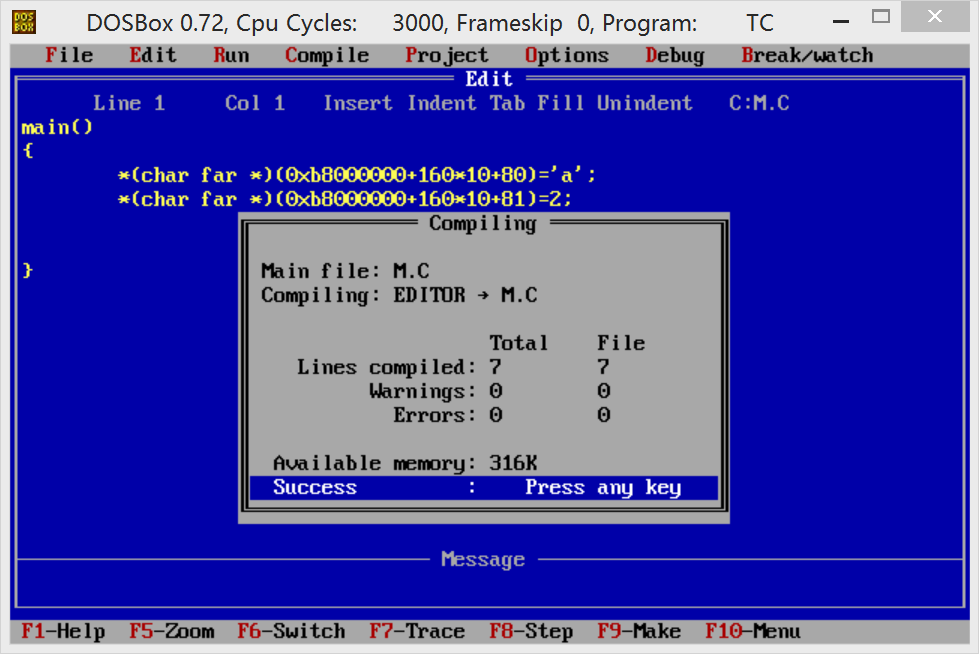 DOS BOX
DOSBox 0.72, Cpu Cycles: 3000, Frameskip 0, Program: TC
File Edit Run Compile Project Options Debug Break/watch
Edit
Line 1 Col 1 Insert Indent Tab Fill Unindent C:M.C
main()
{
*(char far *)(0xb8000000+160*10+80)='a';
*(char far *)(0xb8000000+160*10+81)=2;
Compiling
}
Main file: M.C
Compiling: EDITOR → M.C
Total File
Lines compiled: 7 7
Warnings: 0 0
Errors: 0 0
Available memory: 316K
Success : Press any key
Message
F1-Help F5-Zoom F6-Switch F7-Trace F8-Step F9-Make F10-Menu